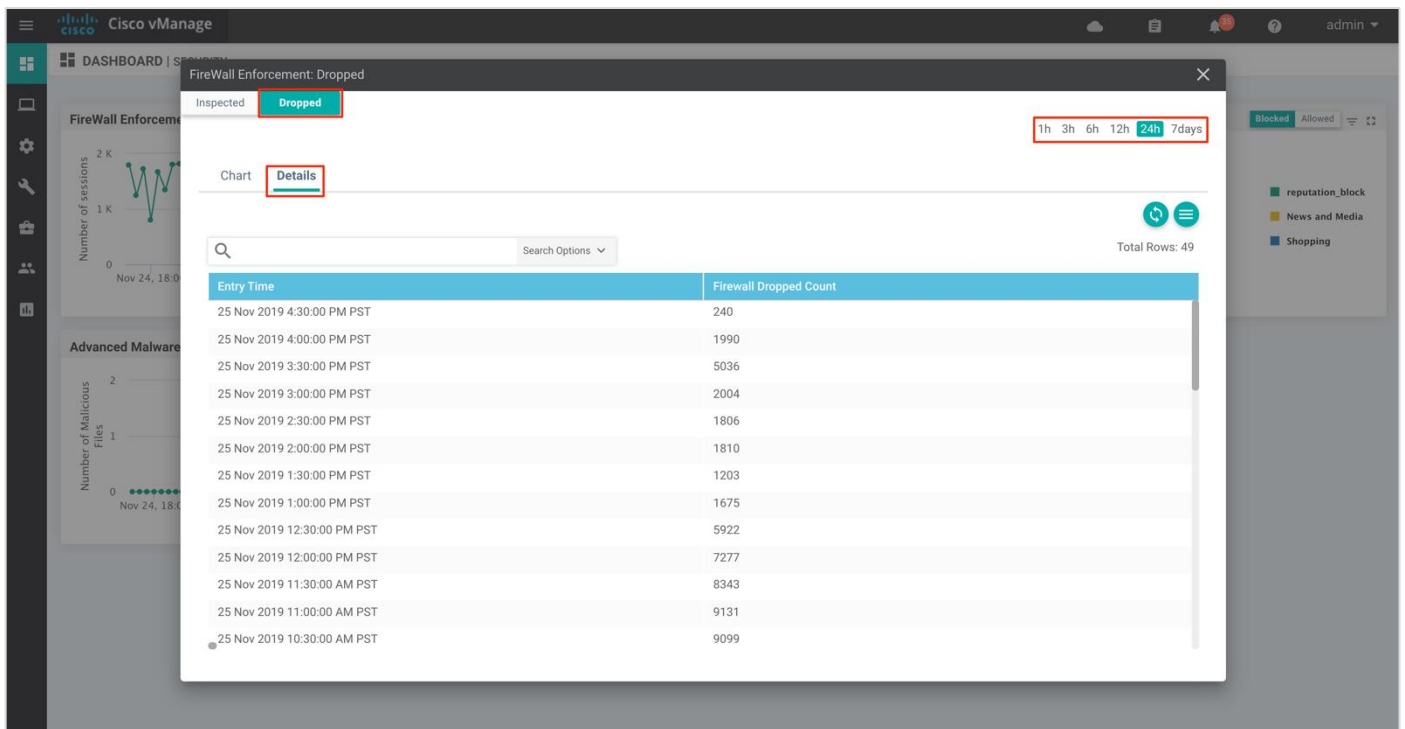 cisco Cisco vManage 35 admin
DASHBOARD | SECURITY
FireWall Enforcement: Dropped
Inspected Dropped
1h 3h 6h 12h 24h 7days
Chart Details
Search Options
Total Rows: 49
Entry Time Firewall Dropped Count
25 Nov 2019 4:30:00 PM PST 240
25 Nov 2019 4:00:00 PM PST 1990
25 Nov 2019 3:30:00 PM PST 5036
25 Nov 2019 3:00:00 PM PST 2004
25 Nov 2019 2:30:00 PM PST 1806
25 Nov 2019 2:00:00 PM PST 1810
25 Nov 2019 1:30:00 PM PST 1203
25 Nov 2019 1:00:00 PM PST 1675
25 Nov 2019 12:30:00 PM PST 5922
25 Nov 2019 12:00:00 PM PST 7277
25 Nov 2019 11:30:00 AM PST 8343
25 Nov 2019 11:00:00 AM PST 9131
25 Nov 2019 10:30:00 AM PST 9099
FireWall Enforceme
Number of sessions
2 K
1 K
0
Nov 24, 18:0
Blocked Allowed
reputation_block
News and Media
Shopping
Advanced Malware
Number of Malicious
Files
2
1
0
Nov 24, 18:0